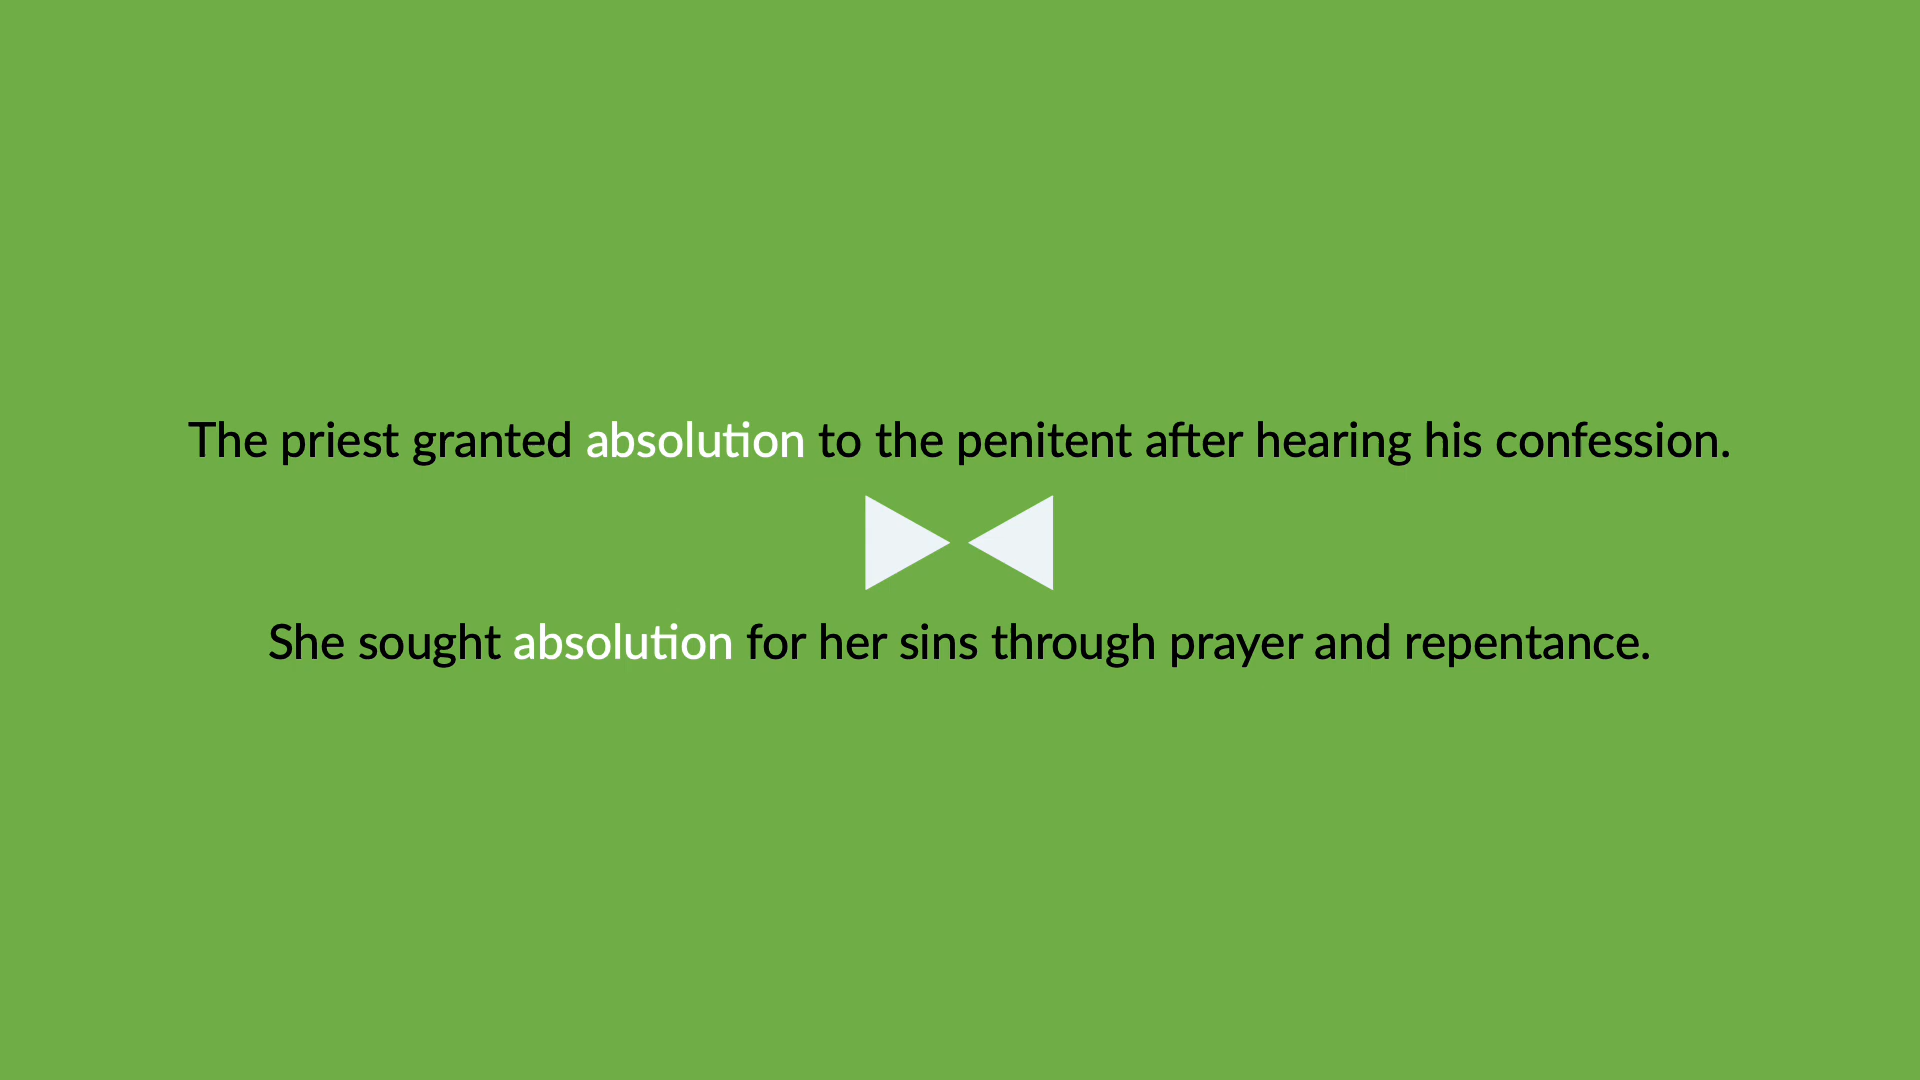 The priest granted absolution to the penitent after hearing his confession.
She sought absolution for her sins through prayer and repentance.